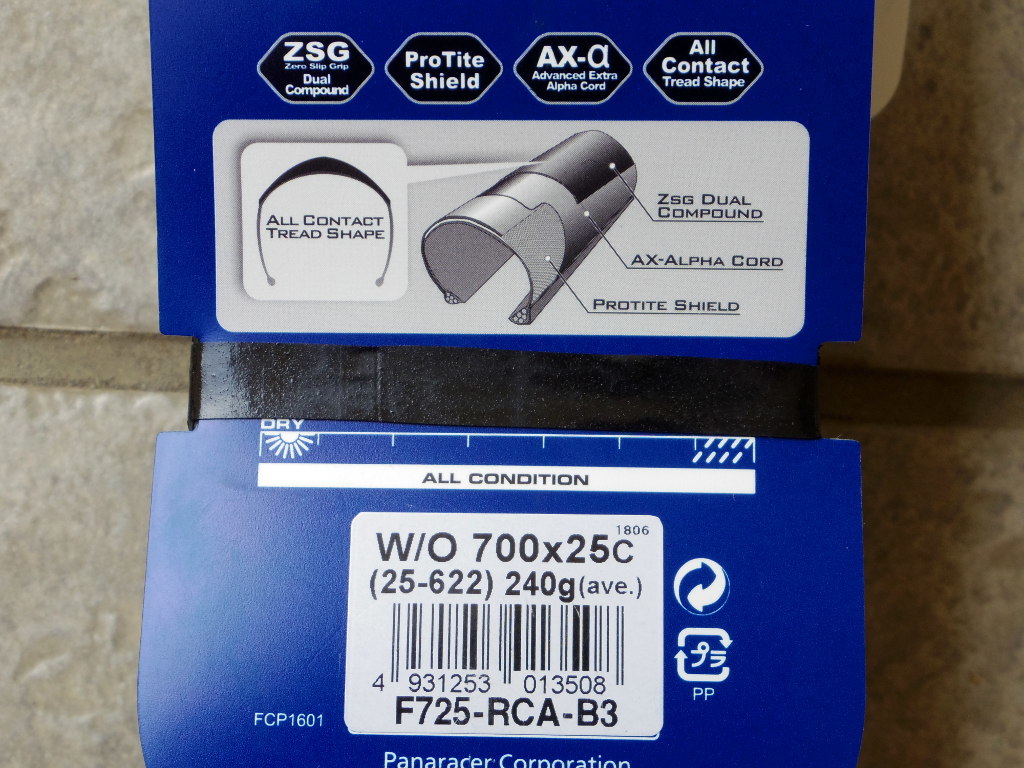 ZSG
Zero Slip Grip
Dual
Compound
ProTite
Shield
AX-α
Advanced Extra
Alpha Cord
All
Contact
Tread Shape
ALL CONTACT
TREAD SHAPE
ZSG DUAL
COMPOUND
AX-ALPHA CORD
PROTITE SHIELD
DRY
ALL CONDITION
1806
W/O 700x25C
(25-622) 240g(ave.)
4 931253 013508
F725-RCA-B3
プラ
PP
FCP1601
Panaracer Corporation